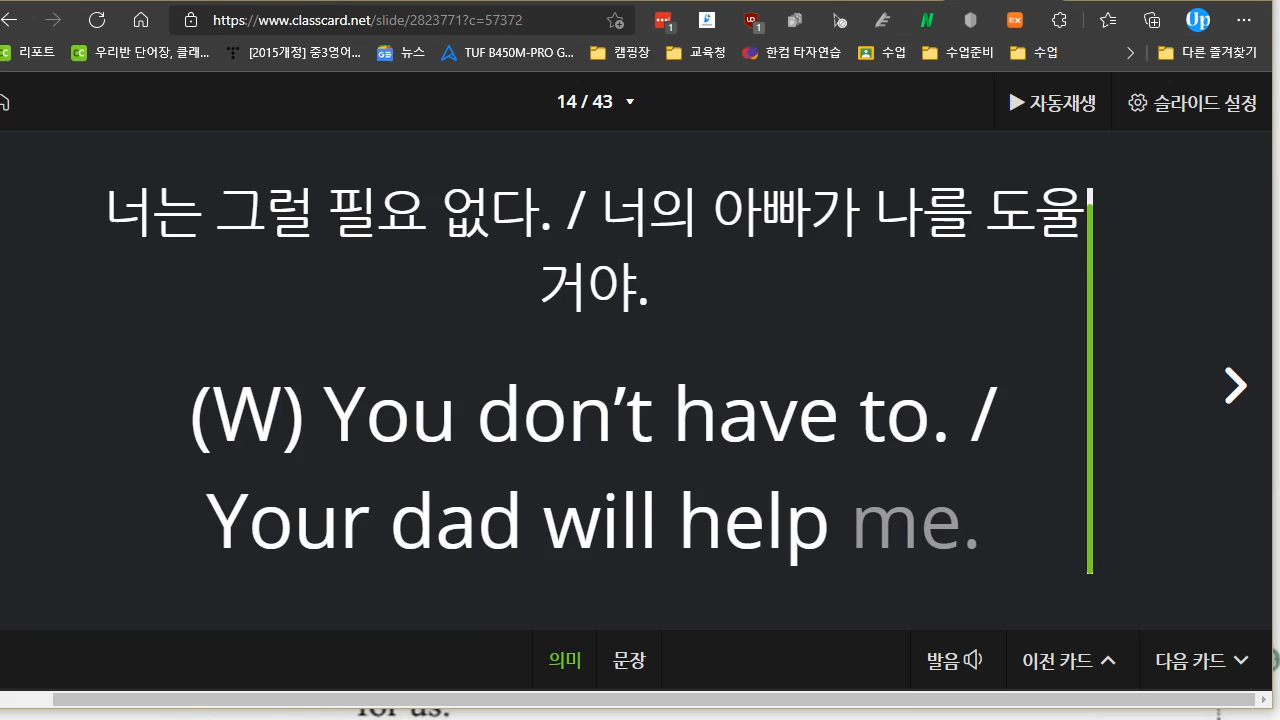 https://www.classcard.net/slide/2823771?c=57372
리포트 우리반 단어장, 클래... [2015개정] 중3영어... 뉴스 TUF B450M-PRO G... 캠핑장 교육청 한컴 타자연습 수업 수업준비 수업 다른 즐겨찾기
14 / 43 자동재생 슬라이드 설정
너는 그럴 필요 없다. / 너의 아빠가 나를 도울
거야.
(W) You don’t have to. /
Your dad will help me.
의미 문장 발음 이전 카드 다음 카드
for us.